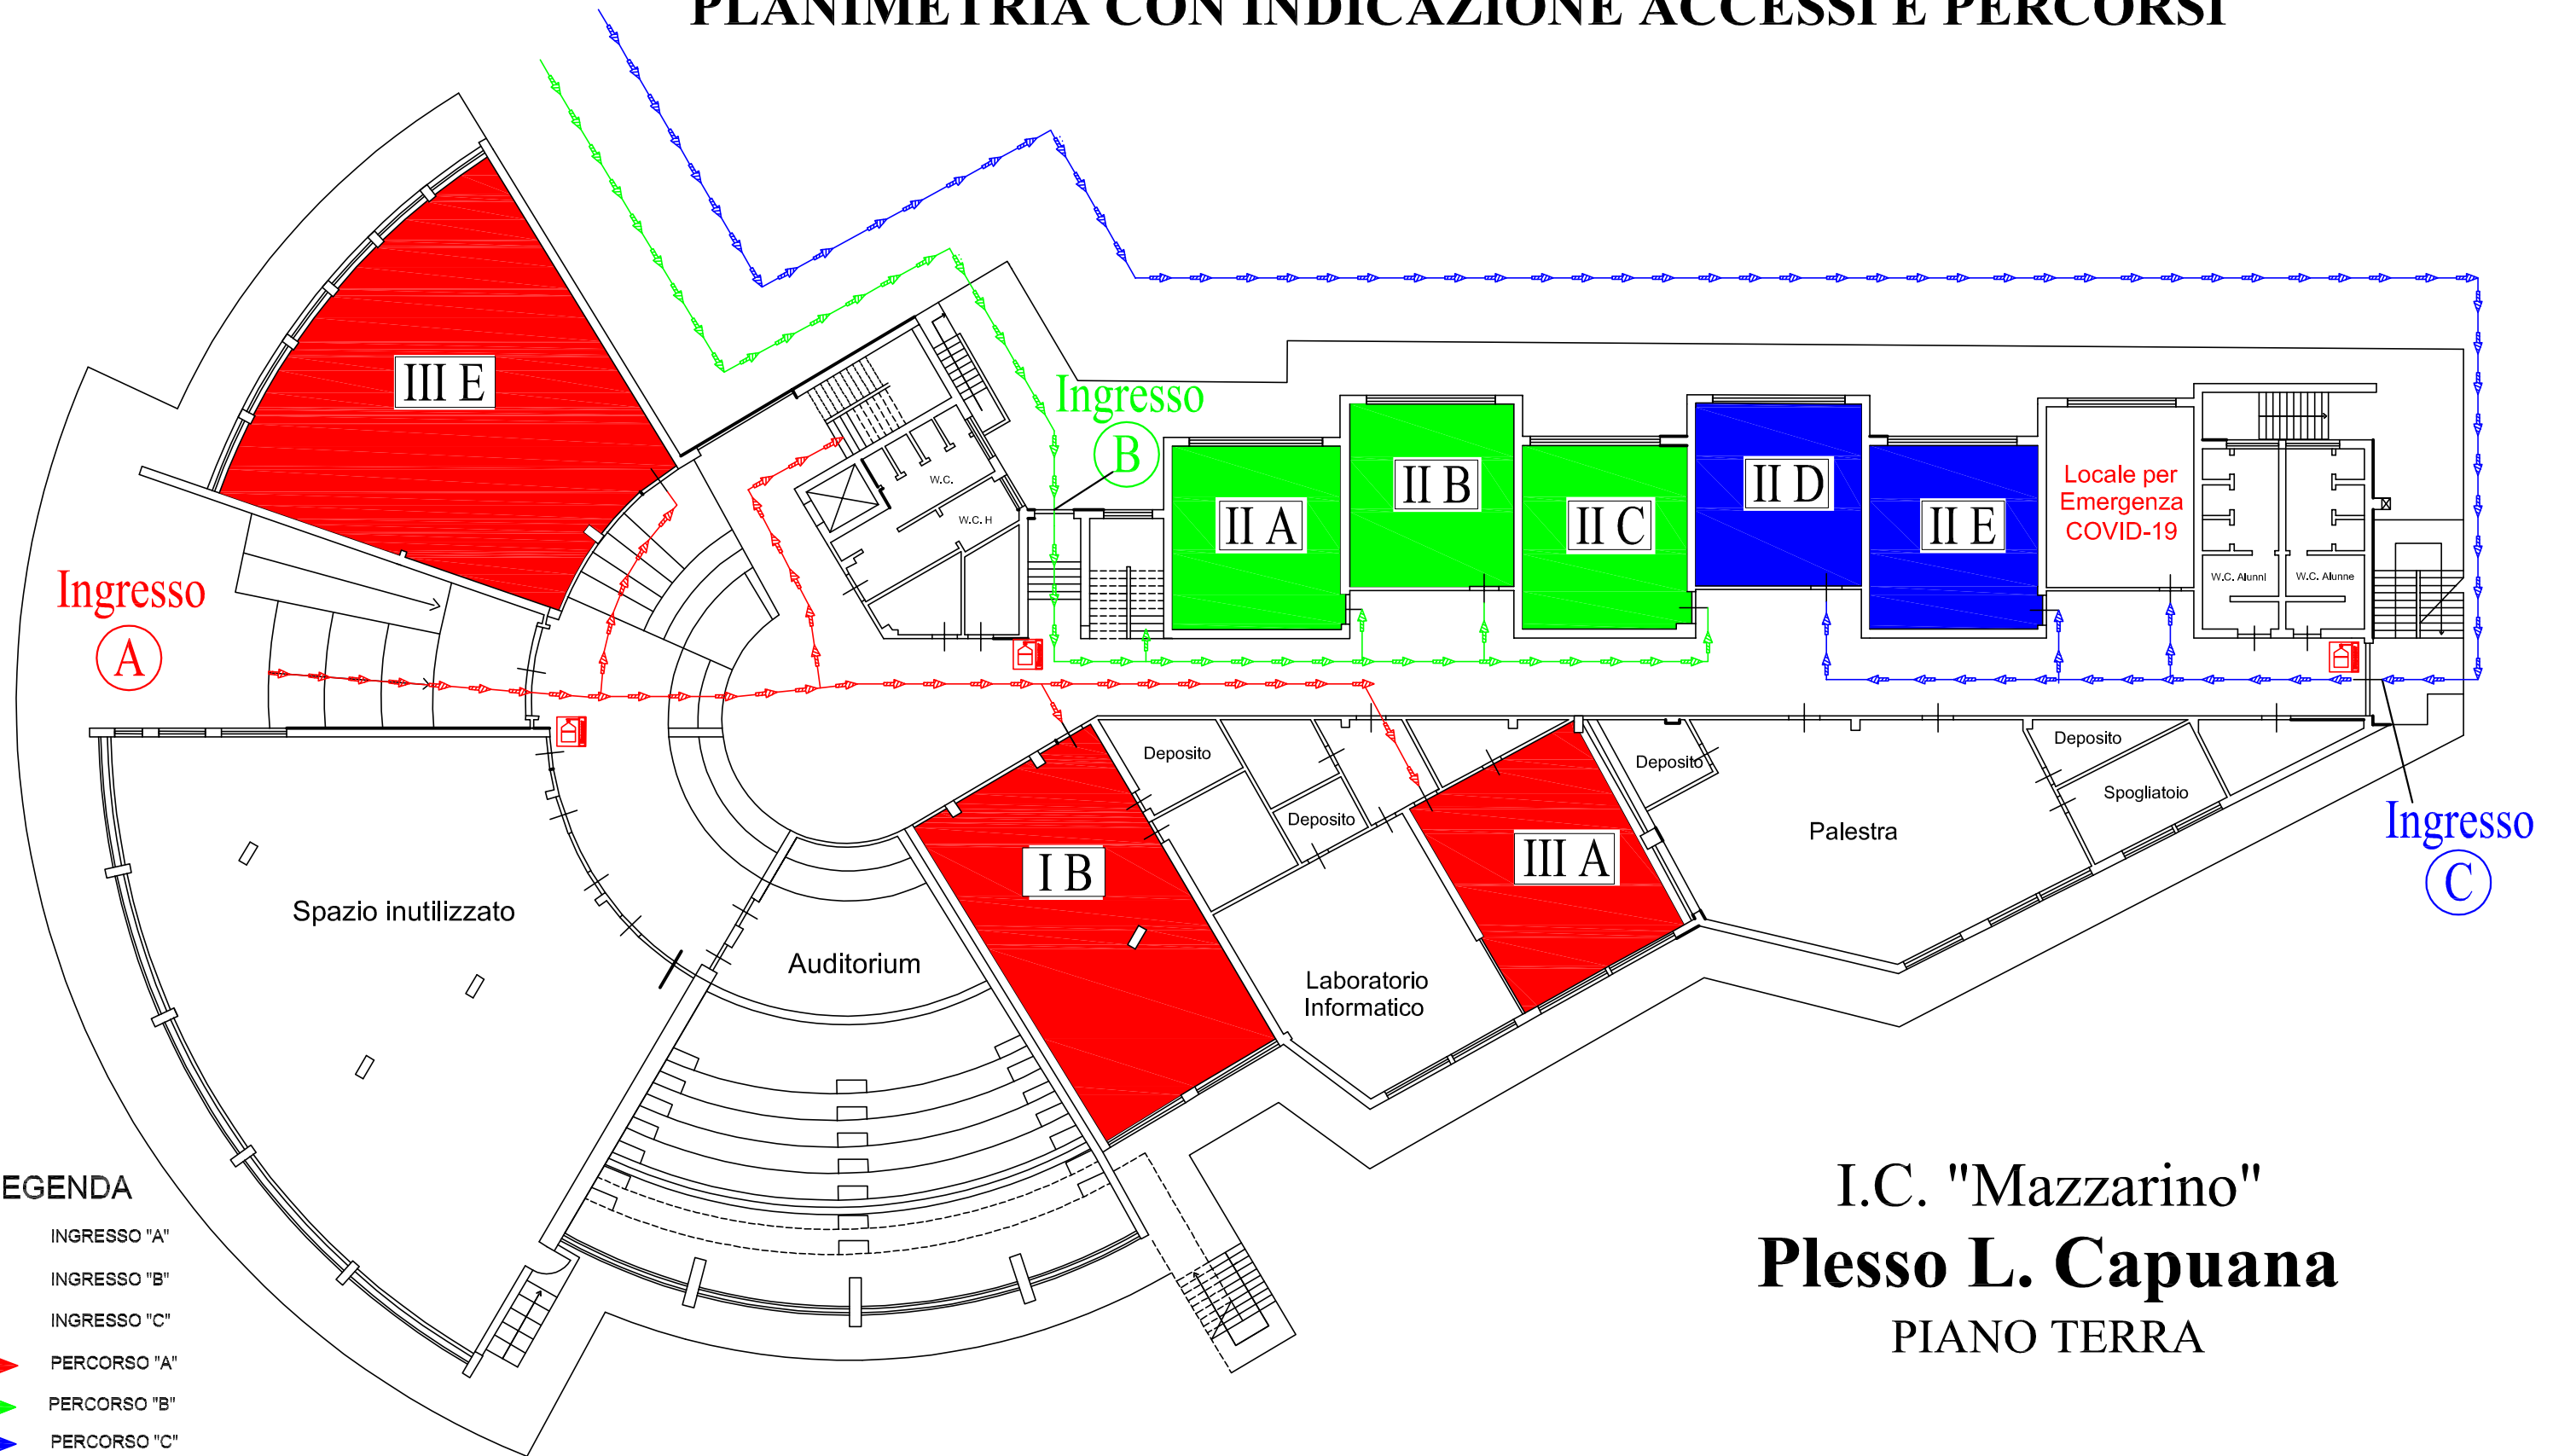 PLANIMETRIA CON INDICAZIONE ACCESSI E PERCORSI
III E
Ingresso
B
Ingresso
A
W.C.
W.C. H
II A
II B
II C
II D
II E
Locale per
Emergenza
COVID-19
W.C. Alunni
W.C. Alunne
Deposito
Deposito
Deposito
Deposito
Spogliatoio
Palestra
Ingresso
C
I B
III A
Spazio inutilizzato
Auditorium
Laboratorio
Informatico
EGENDA
INGRESSO "A"
INGRESSO "B"
INGRESSO "C"
PERCORSO "A"
PERCORSO "B"
PERCORSO "C"
I.C. "Mazzarino"
Plesso L. Capuana
PIANO TERRA